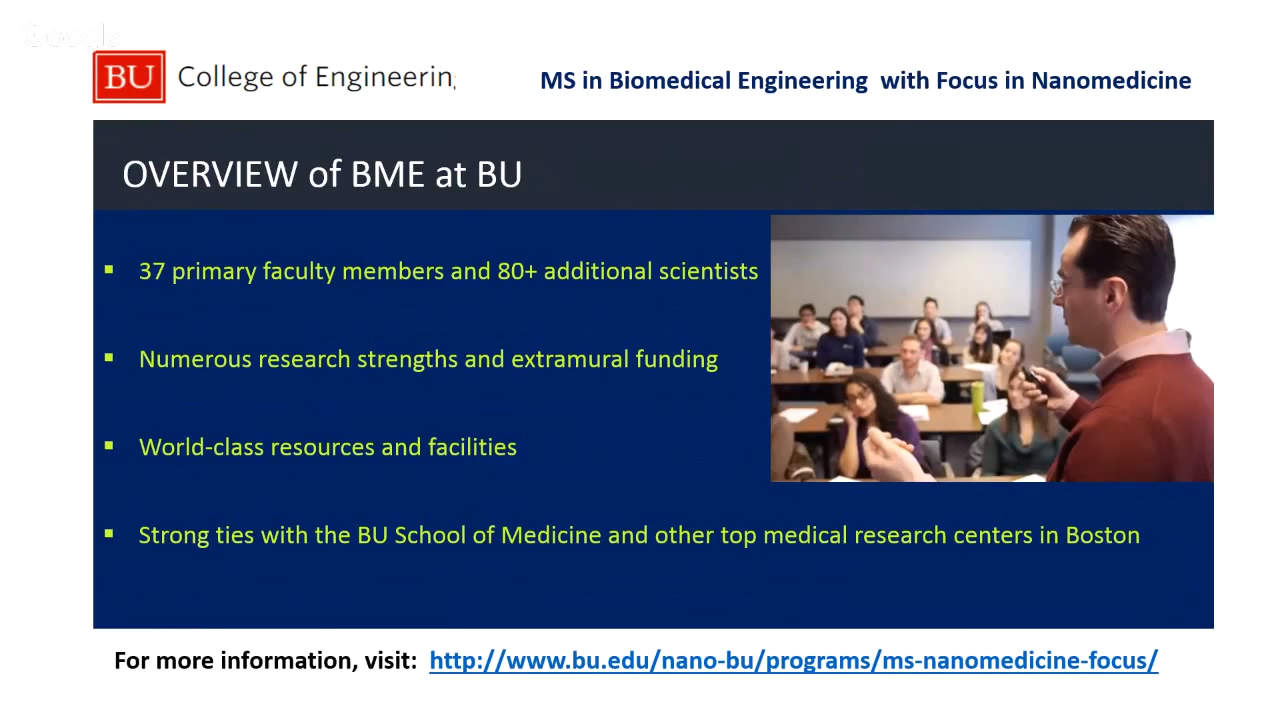 Google
BU College of Engineering
MS in Biomedical Engineering with Focus in Nanomedicine
OVERVIEW of BME at BU
▪ 37 primary faculty members and 80+ additional scientists
▪ Numerous research strengths and extramural funding
▪ World-class resources and facilities
▪ Strong ties with the BU School of Medicine and other top medical research centers in Boston
For more information, visit: http://www.bu.edu/nano-bu/programs/ms-nanomedicine-focus/